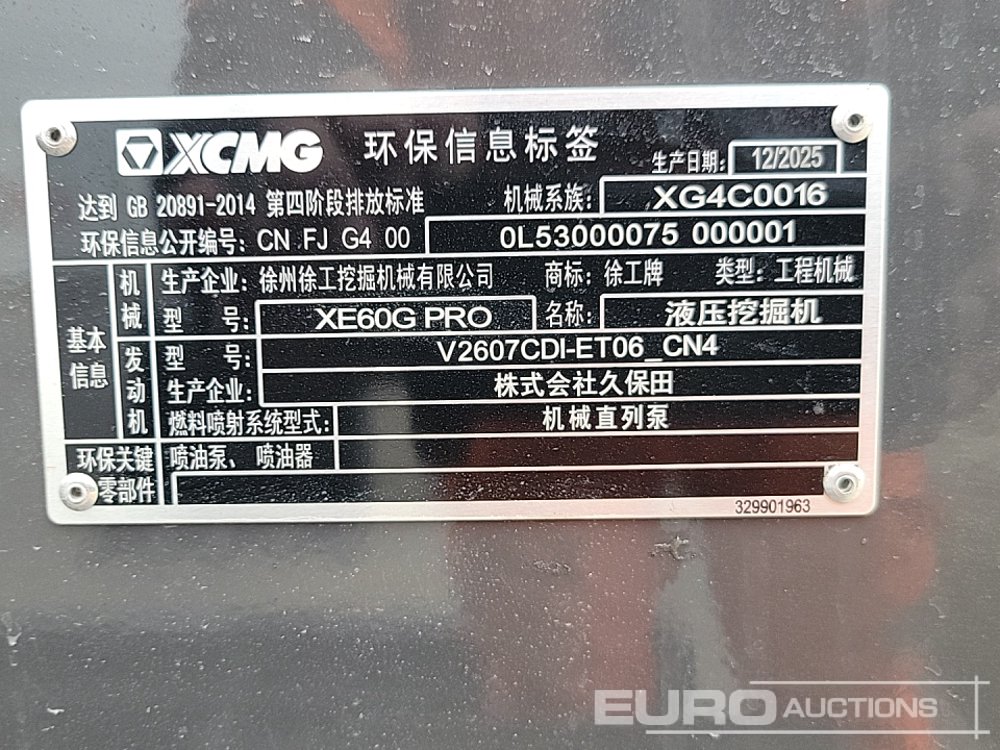 XCMG 环保信息标签 生产日期: 12/2025
达到 GB 20891-2014 第四阶段排放标准 机械系族: XG4C0016
环保信息公开编号: CN FJ G4 00 0L53000075 000001
基本信息
机械
生产企业: 徐州徐工挖掘机械有限公司 商标: 徐工牌 类型: 工程机械
型 号: XE60G PRO 名称: 液压挖掘机
发动机
型 号: V2607CDI-ET06_CN4
生产企业: 株式会社久保田
燃料喷射系统型式: 机械直列泵
环保关键零部件
喷油泵、喷油器
329901963
EURO AUCTIONS